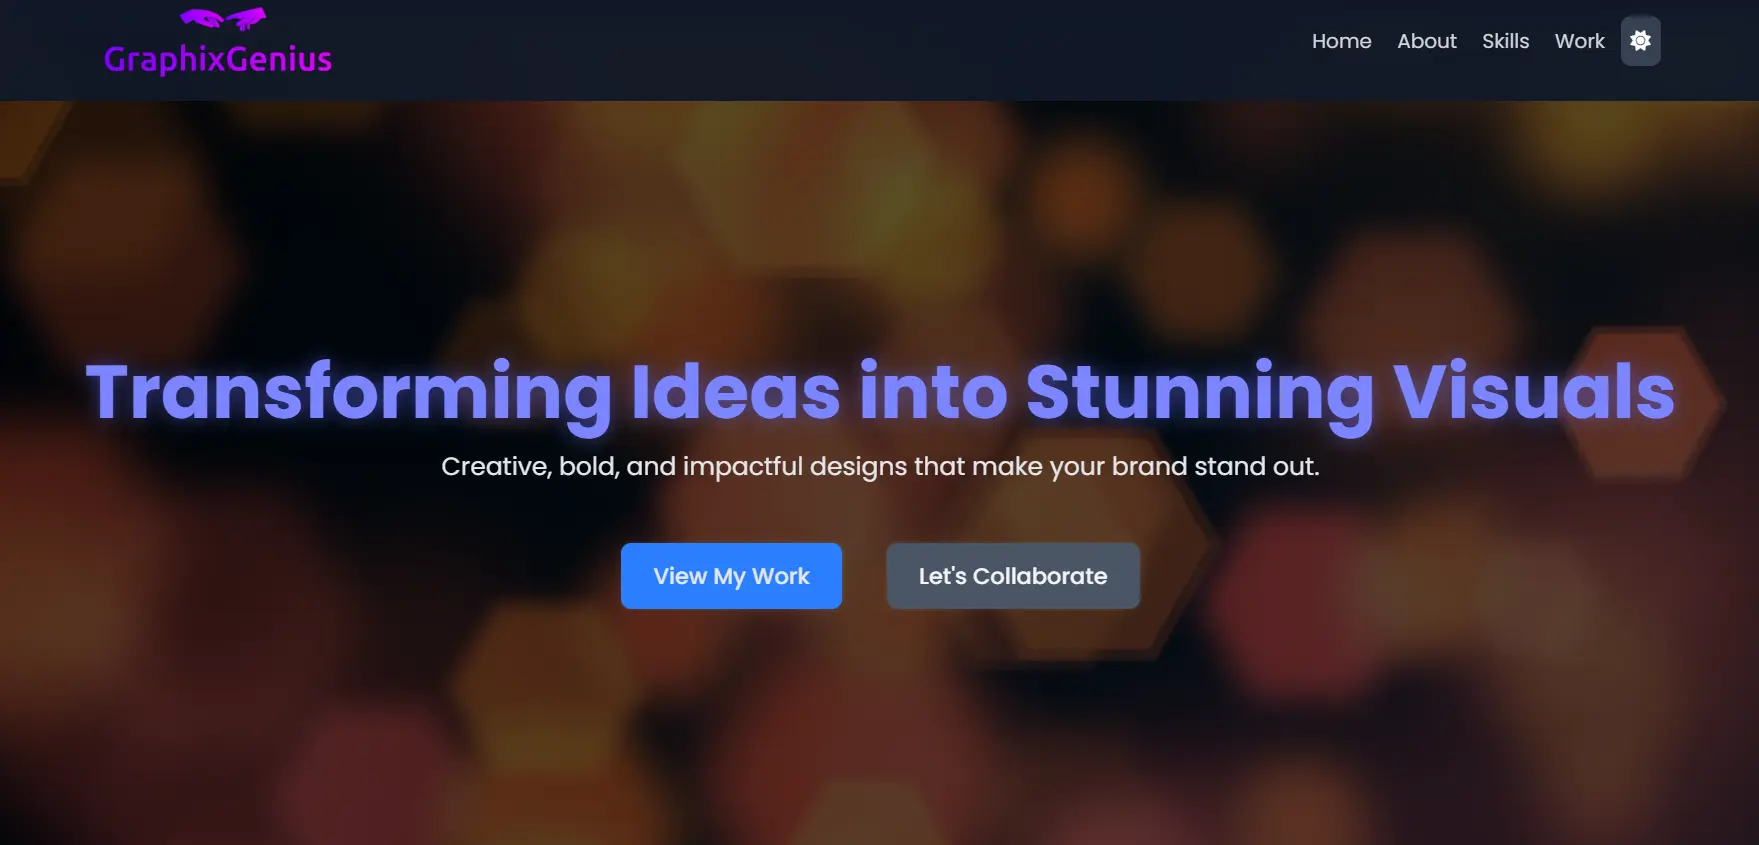 GraphixGenius
Home About Skills Work
Transforming Ideas into Stunning Visuals
Creative, bold, and impactful designs that make your brand stand out.
View My Work
Let's Collaborate